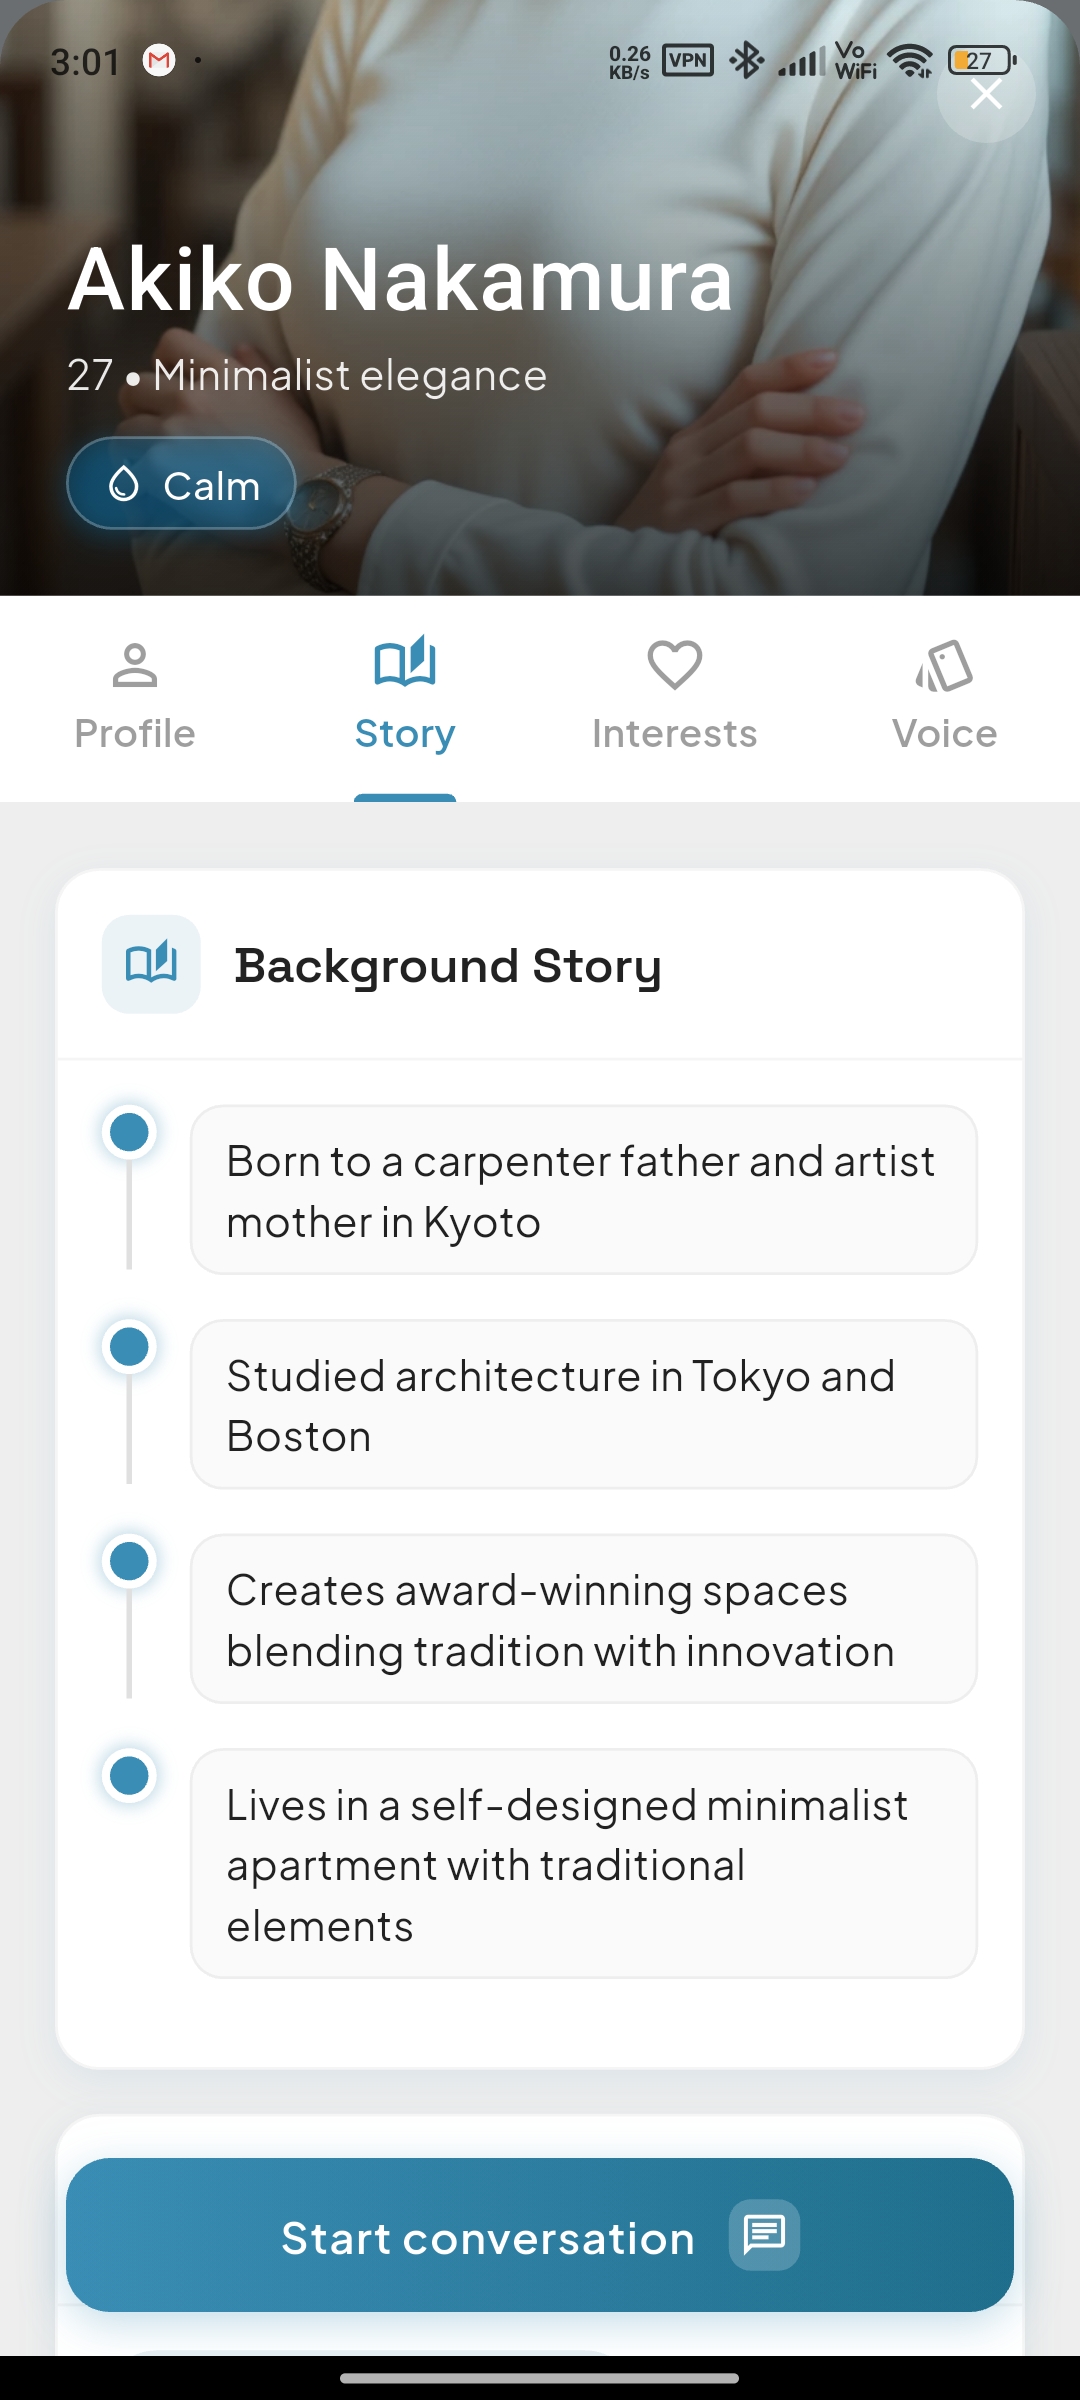 3:01
0.26
KB/s
VPN
Vo
WiFi
27
Akiko Nakamura
27 • Minimalist elegance
Calm
Profile
Story
Interests
Voice
Background Story
Born to a carpenter father and artist
mother in Kyoto
Studied architecture in Tokyo and
Boston
Creates award-winning spaces
blending tradition with innovation
Lives in a self-designed minimalist
apartment with traditional
elements
Start conversation